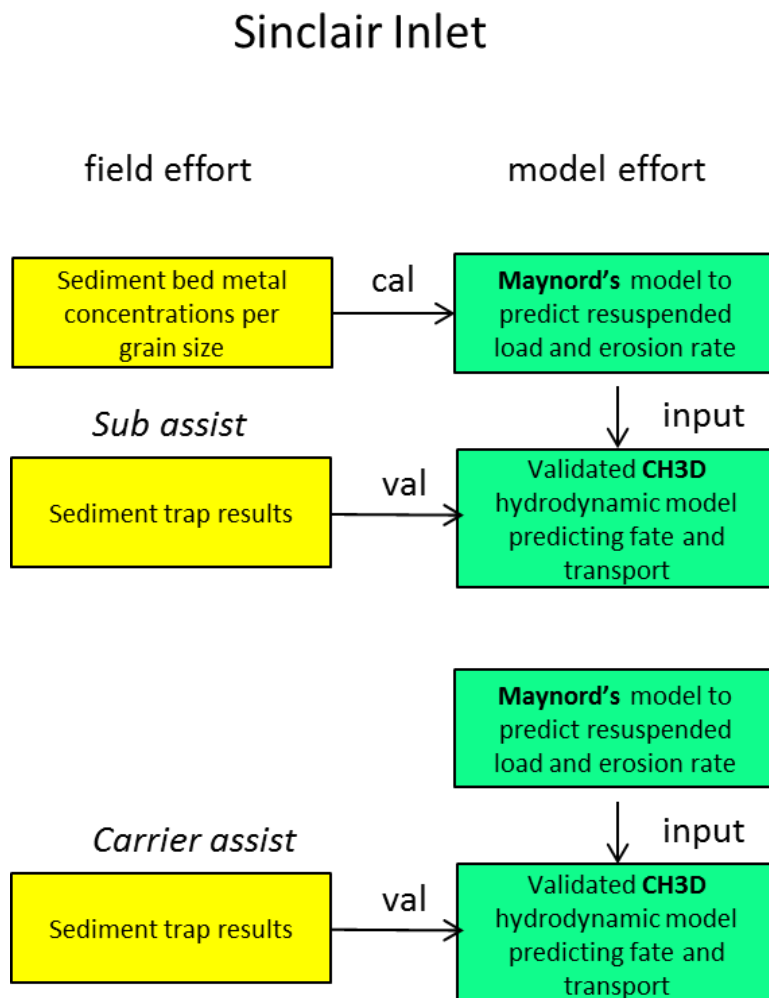 Sinclair Inlet
field effort
model effort
Sediment bed metal
concentrations per
grain size
cal
Maynord's model to
predict resuspended
load and erosion rate
input
Sub assist
Sediment trap results
val
Validated CH3D
hydrodynamic model
predicting fate and
transport
Maynord's model to
predict resuspended
load and erosion rate
input
Carrier assist
Sediment trap results
val
Validated CH3D
hydrodynamic model
predicting fate and
transport